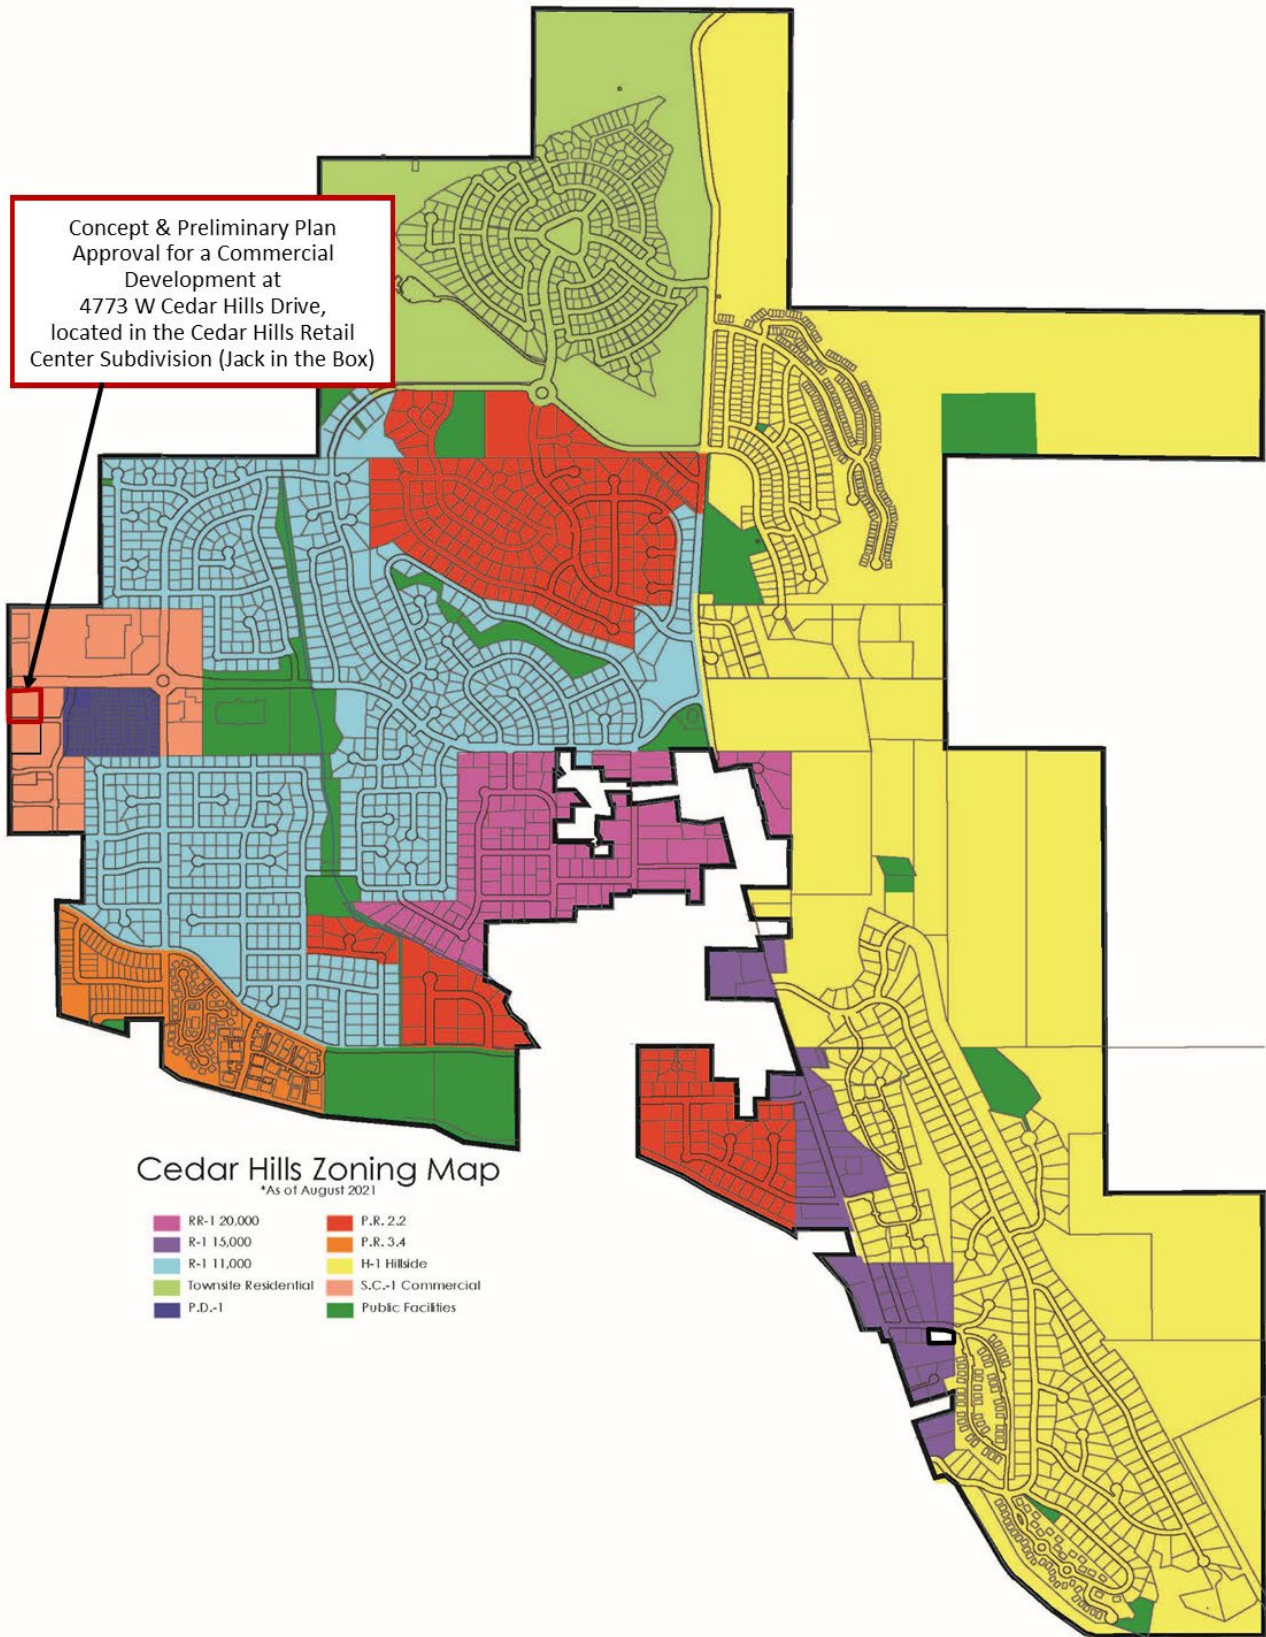 Concept & Preliminary Plan
Approval for a Commercial
Development at
4773 W Cedar Hills Drive,
located in the Cedar Hills Retail
Center Subdivision (Jack in the Box)
Cedar Hills Zoning Map
*As of August 2021
RR-1 20,000
R-1 15,000
R-1 11,000
Townsite Residential
P.D.-1
P.R. 2.2
P.R. 3.4
H-1 Hillside
S.C.-1 Commercial
Public Facilities